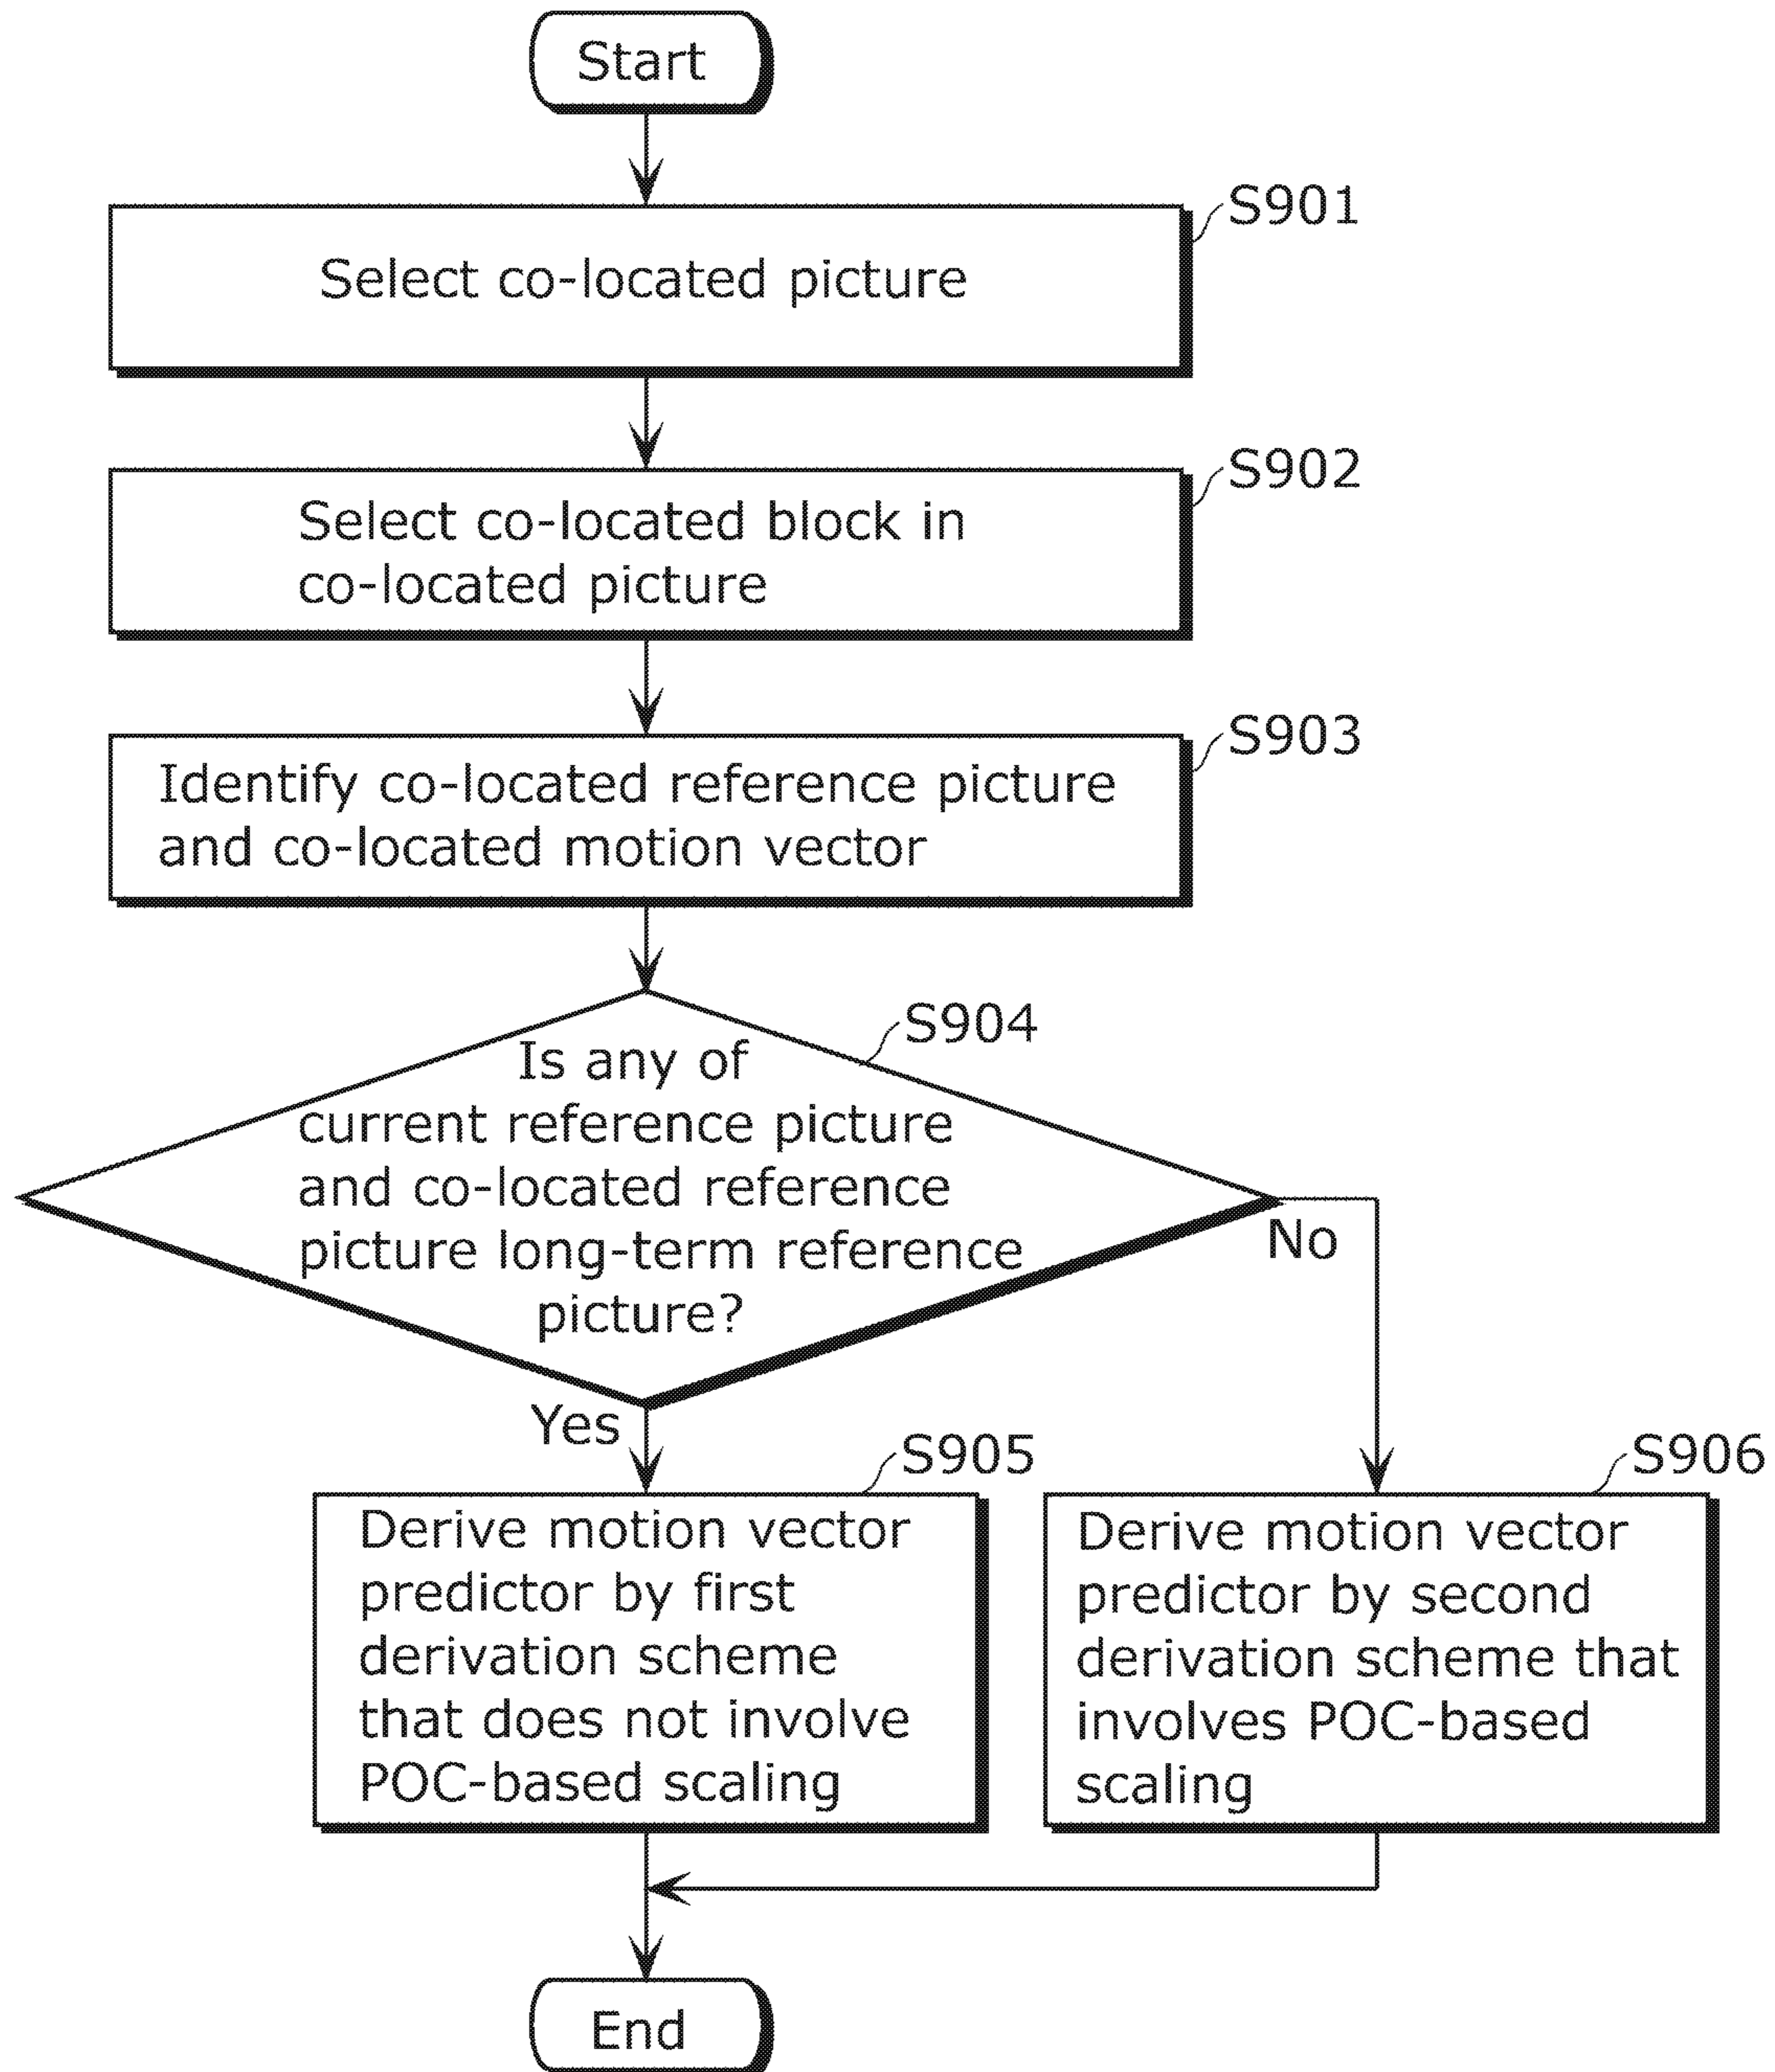 Start
S901
Select co-located picture
S902
Select co-located block in
co-located picture
S903
Identify co-located reference picture
and co-located motion vector
S904
Is any of
current reference picture
and co-located reference
picture long-term reference
picture?
No
Yes
S905
Derive motion vector
predictor by first
derivation scheme
that does not involve
POC-based scaling
S906
Derive motion vector
predictor by second
derivation scheme that
involves POC-based
scaling
End